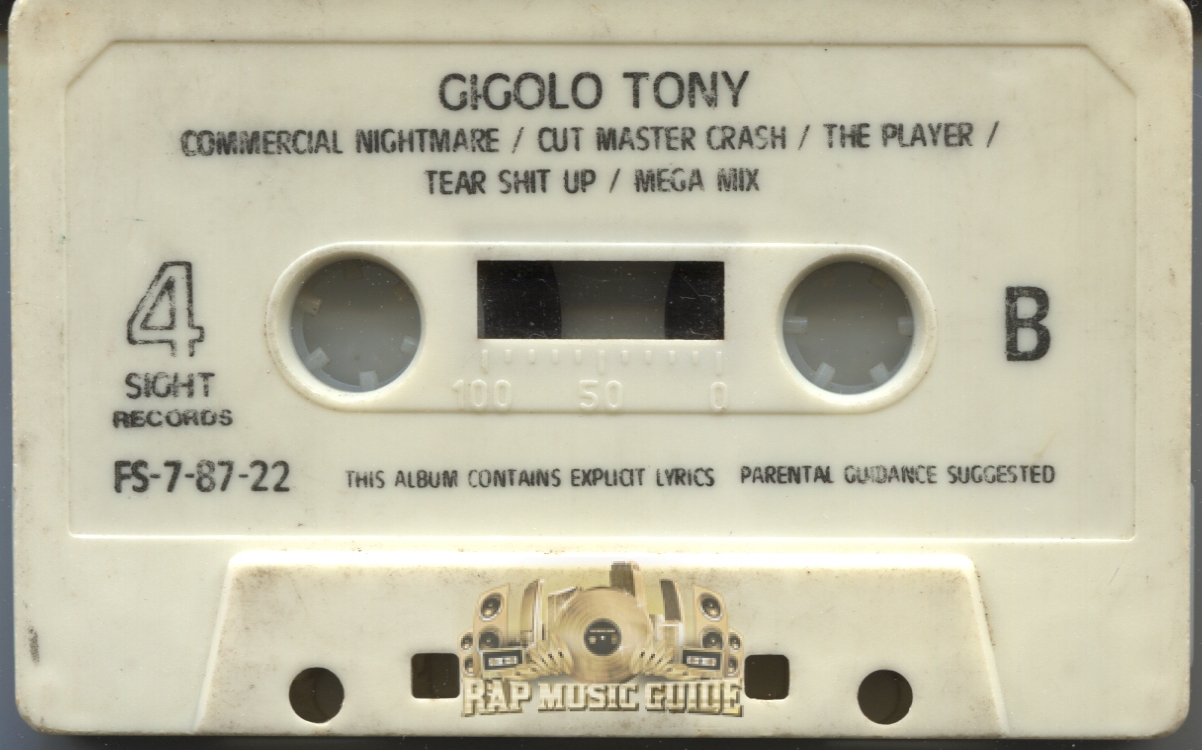 GIGOLO TONY
COMMERCIAL NIGHTMARE / CUT MASTER CRASH / THE PLAYER /
TEAR SHIT UP / MEGA MIX
4
SIGHT
RECORDS
B
100 50 0
FS-7-87-22 THIS ALBUM CONTAINS EXPLICIT LYRICS PARENTAL GUIDANCE SUGGESTED
RAP MUSIC GUIDE